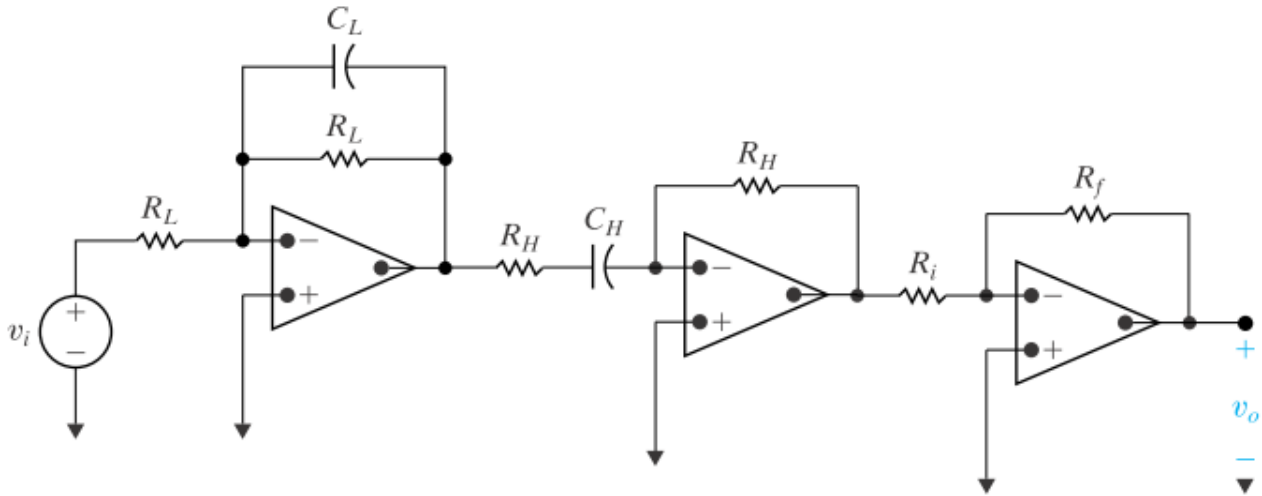 C_L
R_L
R_H
R_f
R_L
R_H
C_H
R_i
−
+
−
+
−
+
v_i
+
−
+
v_o
−